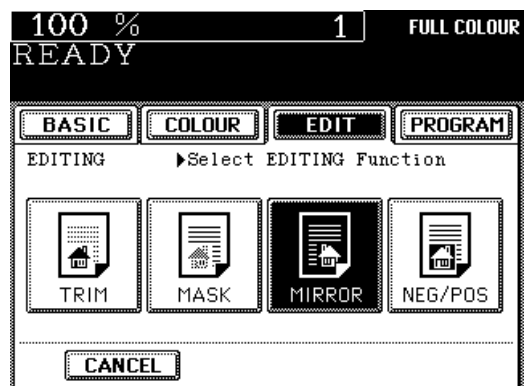 100 % 1 FULL COLOUR
READY
BASIC COLOUR EDIT PROGRAM
EDITING ▶Select EDITING Function
TRIM MASK MIRROR NEG/POS
CANCEL